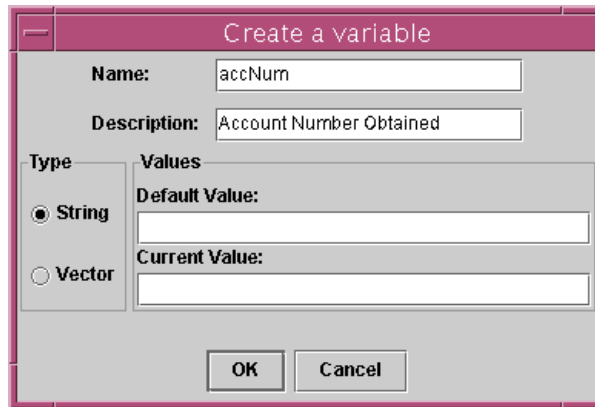 Create a variable
Name: accNum
Description: Account Number Obtained
Type Values
Default Value:
String
Current Value:
Vector
OK Cancel